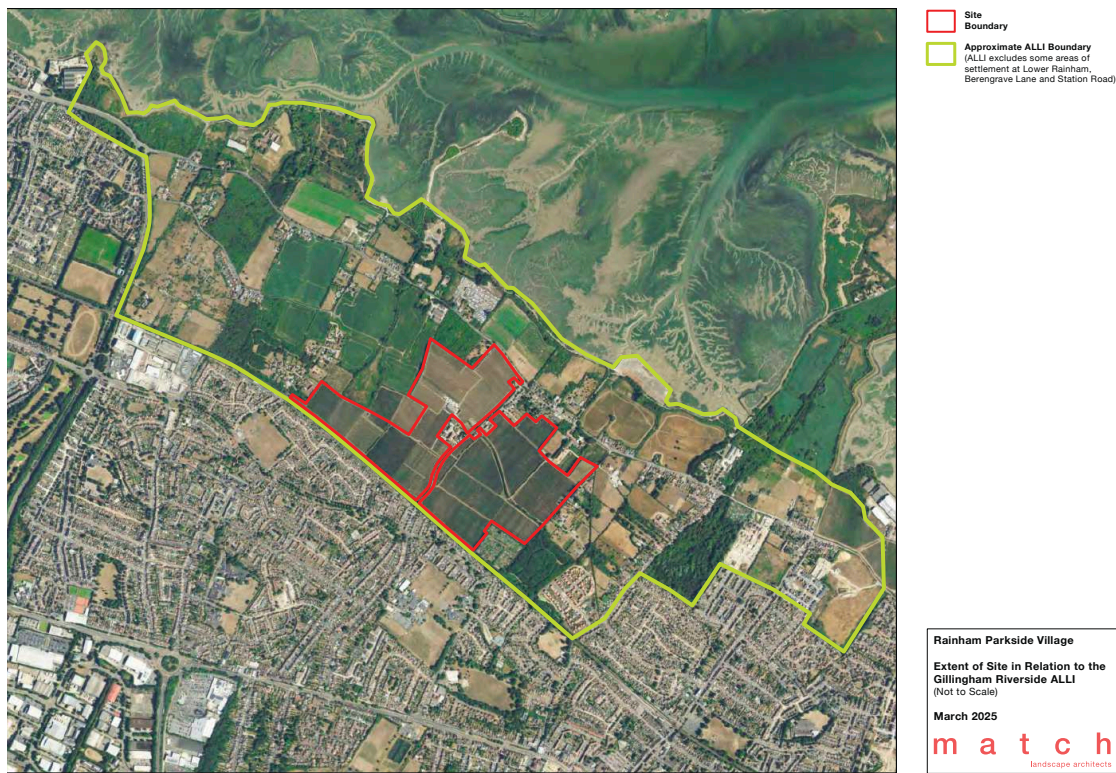 Site
Boundary
Approximate ALLI Boundary
(ALLI excludes some areas of
settlement at Lower Rainham,
Berengrave Lane and Station Road)
Rainham Parkside Village
Extent of Site in Relation to the
Gillingham Riverside ALLI
(Not to Scale)
March 2025
match
landscape architects